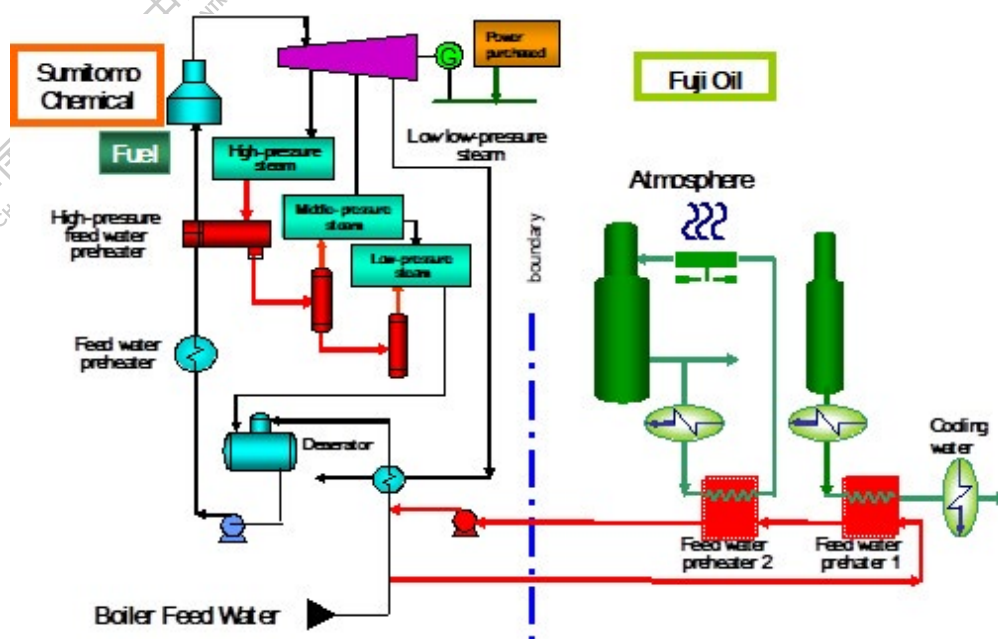 Sumitomo
Chemical
Fuel
G
Power
purchased
Fuji Oil
Low low-pressure
steam
High-pressure
steam
Middle-pressure
steam
Low-pressure
steam
High-pressure
feed water
preheater
Feed water
preheater
Deaerator
Boiler Feed Water
boundary
Atmosphere
Cooling
water
Feed water
preheater 2
Feed water
prehater 1